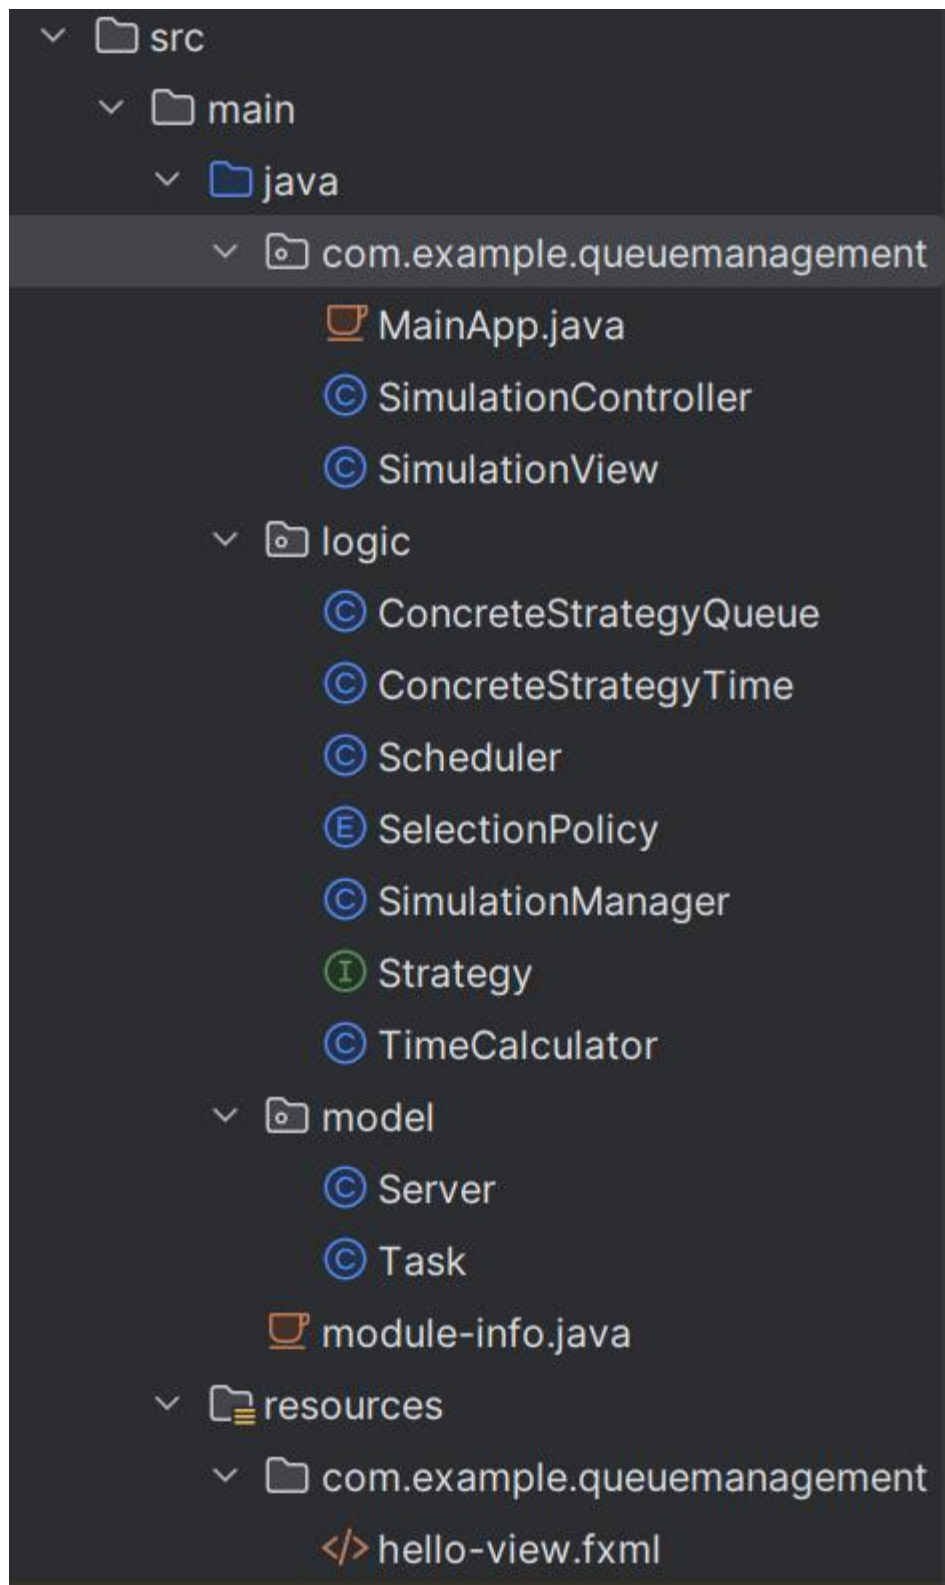 src
main
java
com.example.queuemanagement
MainApp.java
SimulationController
SimulationView
logic
ConcreteStrategyQueue
ConcreteStrategyTime
Scheduler
SelectionPolicy
SimulationManager
Strategy
TimeCalculator
model
Server
Task
module-info.java
resources
com.example.queuemanagement
hello-view.fxml